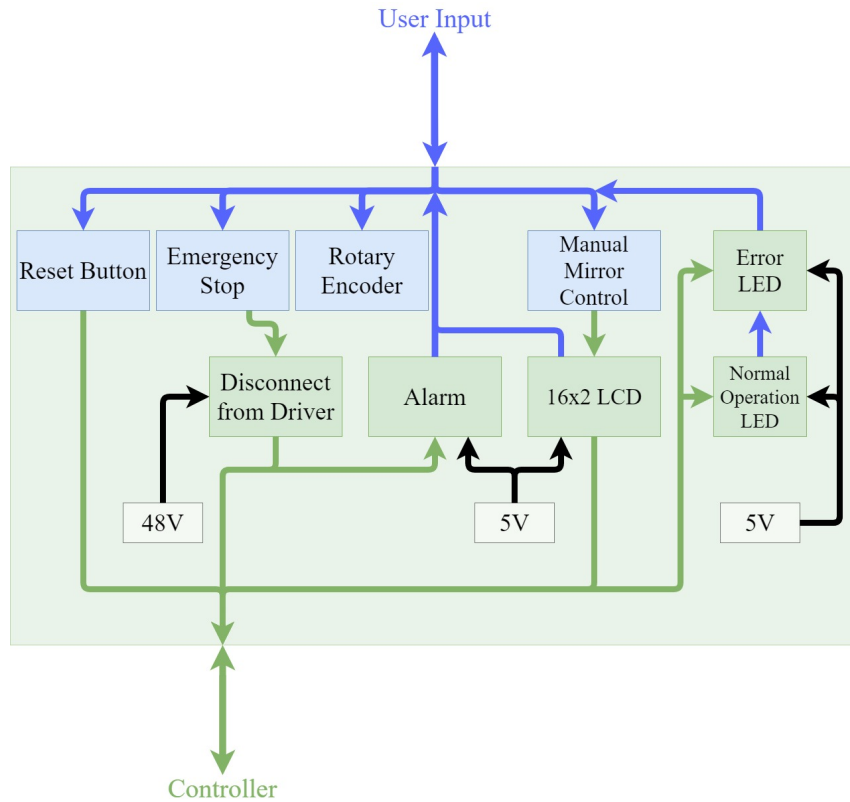 User Input
Reset Button
Emergency
Stop
Rotary
Encoder
Manual
Mirror
Control
Error
LED
Disconnect
from Driver
Alarm
16x2 LCD
Normal
Operation
LED
48V
5V
5V
Controller